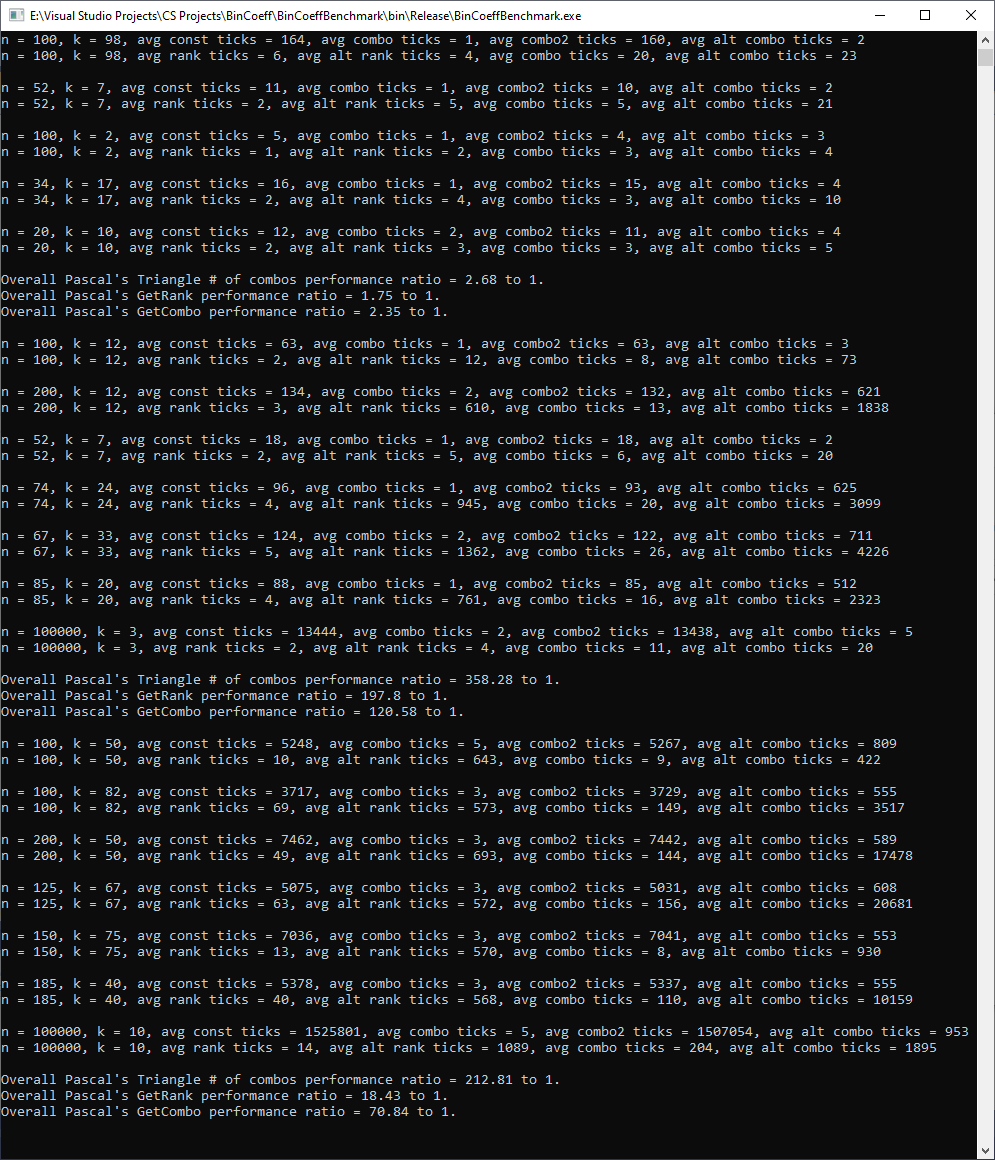 E:\Visual Studio Projects\CS Projects\BinCoeff\BinCoeffBenchmark\bin\Release\BinCoeffBenchmark.exe
n = 100, k = 98, avg const ticks = 164, avg combo ticks = 1, avg combo2 ticks = 160, avg alt combo ticks = 2
n = 100, k = 98, avg rank ticks = 6, avg alt rank ticks = 4, avg combo ticks = 20, avg alt combo ticks = 23
n = 52, k = 7, avg const ticks = 11, avg combo ticks = 1, avg combo2 ticks = 10, avg alt combo ticks = 2
n = 52, k = 7, avg rank ticks = 2, avg alt rank ticks = 5, avg combo ticks = 5, avg alt combo ticks = 21
n = 100, k = 2, avg const ticks = 5, avg combo ticks = 1, avg combo2 ticks = 4, avg alt combo ticks = 3
n = 100, k = 2, avg rank ticks = 1, avg alt rank ticks = 2, avg combo ticks = 3, avg alt combo ticks = 4
n = 34, k = 17, avg const ticks = 16, avg combo ticks = 1, avg combo2 ticks = 15, avg alt combo ticks = 4
n = 34, k = 17, avg rank ticks = 2, avg alt rank ticks = 4, avg combo ticks = 3, avg alt combo ticks = 10
n = 20, k = 10, avg const ticks = 12, avg combo ticks = 2, avg combo2 ticks = 11, avg alt combo ticks = 4
n = 20, k = 10, avg rank ticks = 2, avg alt rank ticks = 3, avg combo ticks = 3, avg alt combo ticks = 5
Overall Pascal's Triangle # of combos performance ratio = 2.68 to 1.
Overall Pascal's GetRank performance ratio = 1.75 to 1.
Overall Pascal's GetCombo performance ratio = 2.35 to 1.
n = 100, k = 12, avg const ticks = 63, avg combo ticks = 1, avg combo2 ticks = 63, avg alt combo ticks = 3
n = 100, k = 12, avg rank ticks = 2, avg alt rank ticks = 12, avg combo ticks = 8, avg alt combo ticks = 73
n = 200, k = 12, avg const ticks = 134, avg combo ticks = 2, avg combo2 ticks = 132, avg alt combo ticks = 621
n = 200, k = 12, avg rank ticks = 3, avg alt rank ticks = 610, avg combo ticks = 13, avg alt combo ticks = 1838
n = 52, k = 7, avg const ticks = 18, avg combo ticks = 1, avg combo2 ticks = 18, avg alt combo ticks = 2
n = 52, k = 7, avg rank ticks = 2, avg alt rank ticks = 5, avg combo ticks = 6, avg alt combo ticks = 20
n = 74, k = 24, avg const ticks = 96, avg combo ticks = 1, avg combo2 ticks = 93, avg alt combo ticks = 625
n = 74, k = 24, avg rank ticks = 4, avg alt rank ticks = 945, avg combo ticks = 20, avg alt combo ticks = 3099
n = 67, k = 33, avg const ticks = 124, avg combo ticks = 2, avg combo2 ticks = 122, avg alt combo ticks = 711
n = 67, k = 33, avg rank ticks = 5, avg alt rank ticks = 1362, avg combo ticks = 26, avg alt combo ticks = 4226
n = 85, k = 20, avg const ticks = 88, avg combo ticks = 1, avg combo2 ticks = 85, avg alt combo ticks = 512
n = 85, k = 20, avg rank ticks = 4, avg alt rank ticks = 761, avg combo ticks = 16, avg alt combo ticks = 2323
n = 100000, k = 3, avg const ticks = 13444, avg combo ticks = 2, avg combo2 ticks = 13438, avg alt combo ticks = 5
n = 100000, k = 3, avg rank ticks = 2, avg alt rank ticks = 4, avg combo ticks = 11, avg alt combo ticks = 20
Overall Pascal's Triangle # of combos performance ratio = 358.28 to 1.
Overall Pascal's GetRank performance ratio = 197.8 to 1.
Overall Pascal's GetCombo performance ratio = 120.58 to 1.
n = 100, k = 50, avg const ticks = 5248, avg combo ticks = 5, avg combo2 ticks = 5267, avg alt combo ticks = 809
n = 100, k = 50, avg rank ticks = 10, avg alt rank ticks = 643, avg combo ticks = 9, avg alt combo ticks = 422
n = 100, k = 82, avg const ticks = 3717, avg combo ticks = 3, avg combo2 ticks = 3729, avg alt combo ticks = 555
n = 100, k = 82, avg rank ticks = 69, avg alt rank ticks = 573, avg combo ticks = 149, avg alt combo ticks = 3517
n = 200, k = 50, avg const ticks = 7462, avg combo ticks = 3, avg combo2 ticks = 7442, avg alt combo ticks = 589
n = 200, k = 50, avg rank ticks = 49, avg alt rank ticks = 693, avg combo ticks = 144, avg alt combo ticks = 17478
n = 125, k = 67, avg const ticks = 5075, avg combo ticks = 3, avg combo2 ticks = 5031, avg alt combo ticks = 608
n = 125, k = 67, avg rank ticks = 63, avg alt rank ticks = 572, avg combo ticks = 156, avg alt combo ticks = 20681
n = 150, k = 75, avg const ticks = 7036, avg combo ticks = 3, avg combo2 ticks = 7041, avg alt combo ticks = 553
n = 150, k = 75, avg rank ticks = 13, avg alt rank ticks = 570, avg combo ticks = 8, avg alt combo ticks = 930
n = 185, k = 40, avg const ticks = 5378, avg combo ticks = 3, avg combo2 ticks = 5337, avg alt combo ticks = 555
n = 185, k = 40, avg rank ticks = 40, avg alt rank ticks = 568, avg combo ticks = 110, avg alt combo ticks = 10159
n = 100000, k = 10, avg const ticks = 1525801, avg combo ticks = 5, avg combo2 ticks = 1507054, avg alt combo ticks = 953
n = 100000, k = 10, avg rank ticks = 14, avg alt rank ticks = 1089, avg combo ticks = 204, avg alt combo ticks = 1895
Overall Pascal's Triangle # of combos performance ratio = 212.81 to 1.
Overall Pascal's GetRank performance ratio = 18.43 to 1.
Overall Pascal's GetCombo performance ratio = 70.84 to 1.